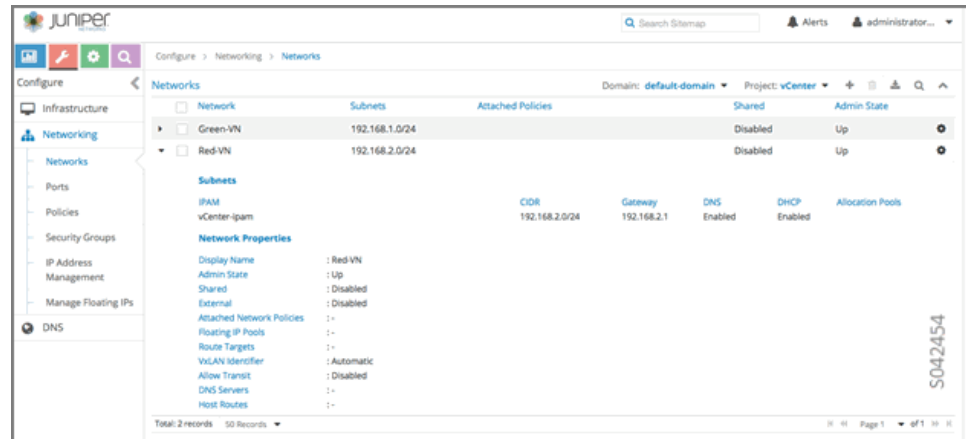 JUNIPER
NETWORKS
Search Sitemap
Alerts
administrator...
Configure > Networking > Networks
Configure
Infrastructure
Networking
Networks
Ports
Policies
Security Groups
IP Address
Management
Manage Floating IPs
DNS
Networks
Domain: default-domain
Project: vCenter
Network Subnets Attached Policies Shared Admin State
Green-VN 192.168.1.0/24 Disabled Up
Red-VN 192.168.2.0/24 Disabled Up
Subnets
IPAM CIDR Gateway DNS DHCP Allocation Pools
vCenter-ipam 192.168.2.0/24 192.168.2.1 Enabled Enabled
Network Properties
Display Name : Red-VN
Admin State : Up
Shared : Disabled
External : Disabled
Attached Network Policies : -
Floating IP Pools : -
Route Targets : -
VxLAN Identifier : Automatic
Allow Transit : Disabled
DNS Servers : -
Host Routes : -
Total: 2 records 50 Records
Page 1 of 1
S042454